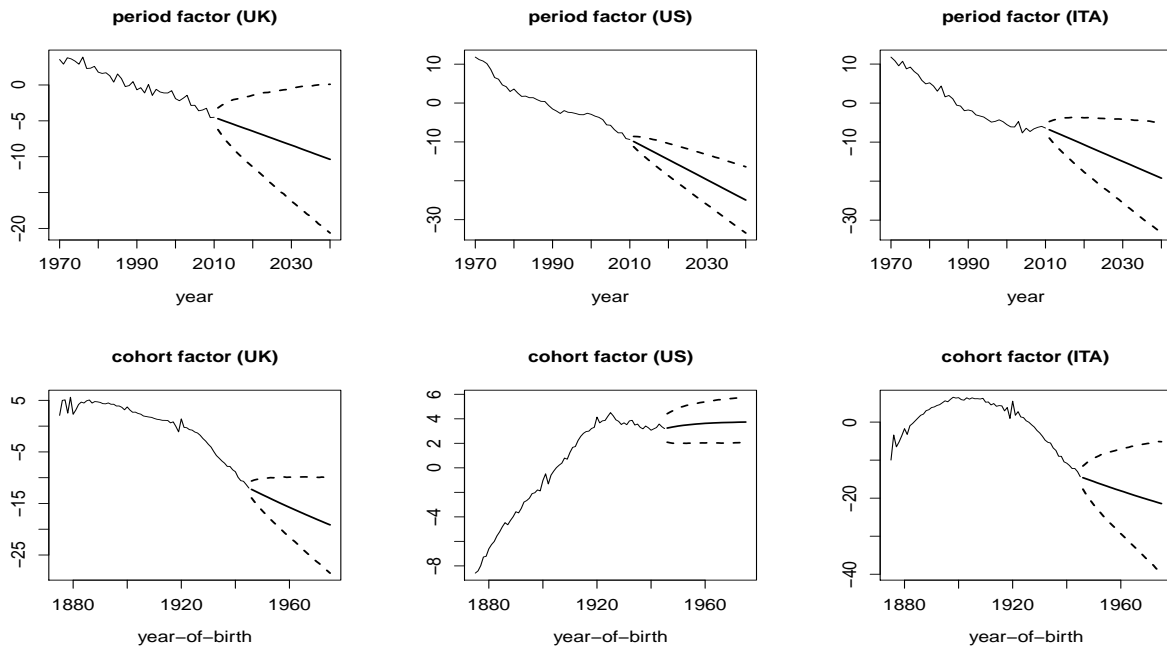 period factor (UK)
period factor (US)
period factor (ITA)
0
−5
−10
−20
1970 1990 2010 2030
year
10
0
−10
−30
1970 1990 2010 2030
year
10
0
−10
−30
1970 1990 2010 2030
year
cohort factor (UK)
cohort factor (US)
cohort factor (ITA)
5
−5
−15
−25
1880 1920 1960
year−of−birth
6
4
2
0
−4
−8
1880 1920 1960
year−of−birth
0
−20
−40
1880 1920 1960
year−of−birth